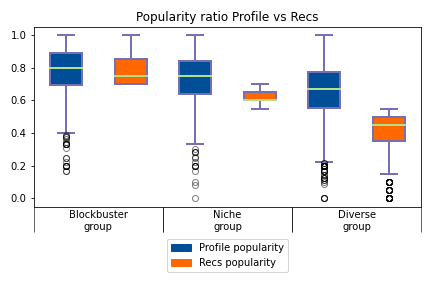 Popularity ratio Profile vs Recs
1.0
0.8
0.6
0.4
0.2
0.0
Blockbuster
group
Niche
group
Diverse
group
Profile popularity
Recs popularity